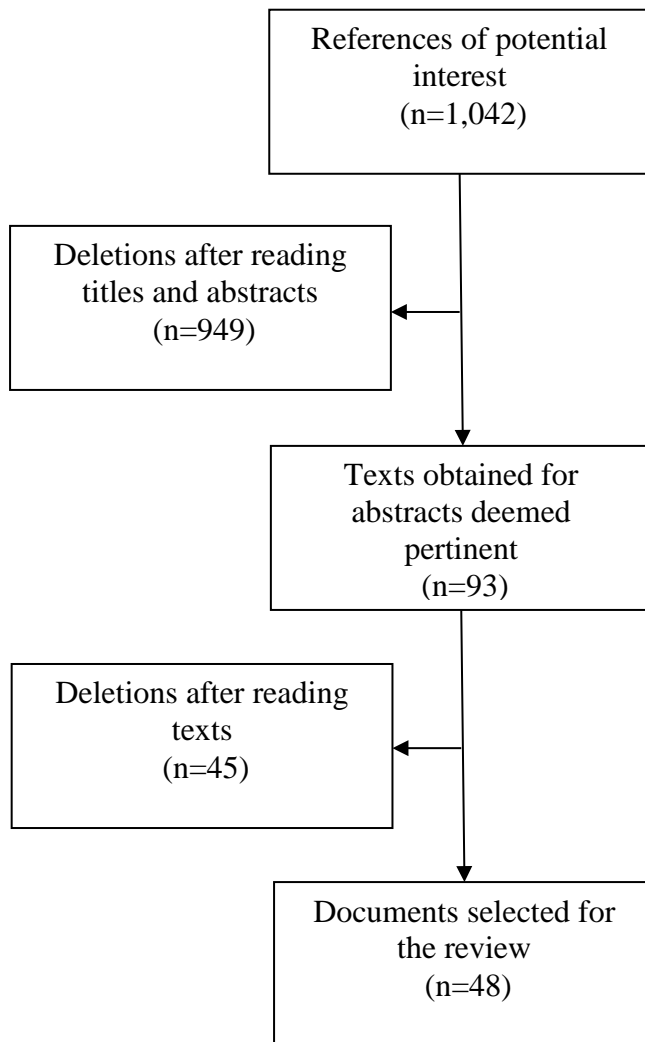 References of potential
interest
(n=1,042)
Deletions after reading
titles and abstracts
(n=949)
Texts obtained for
abstracts deemed
pertinent
(n=93)
Deletions after reading
texts
(n=45)
Documents selected for
the review
(n=48)